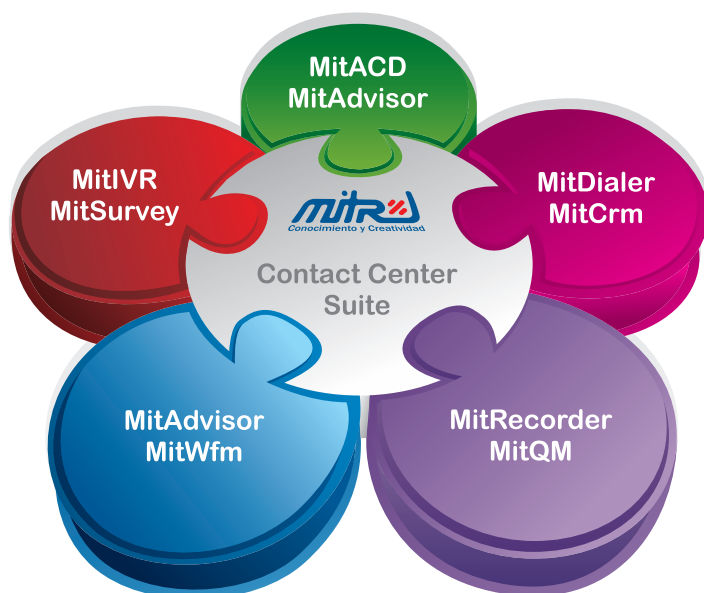 MitACD
MitAdvisor
MitIVR
MitSurvey
MitDialer
MitCrm
mitrol
Conocimiento y Creatividad
Contact Center
Suite
MitAdvisor
MitWfm
MitRecorder
MitQM